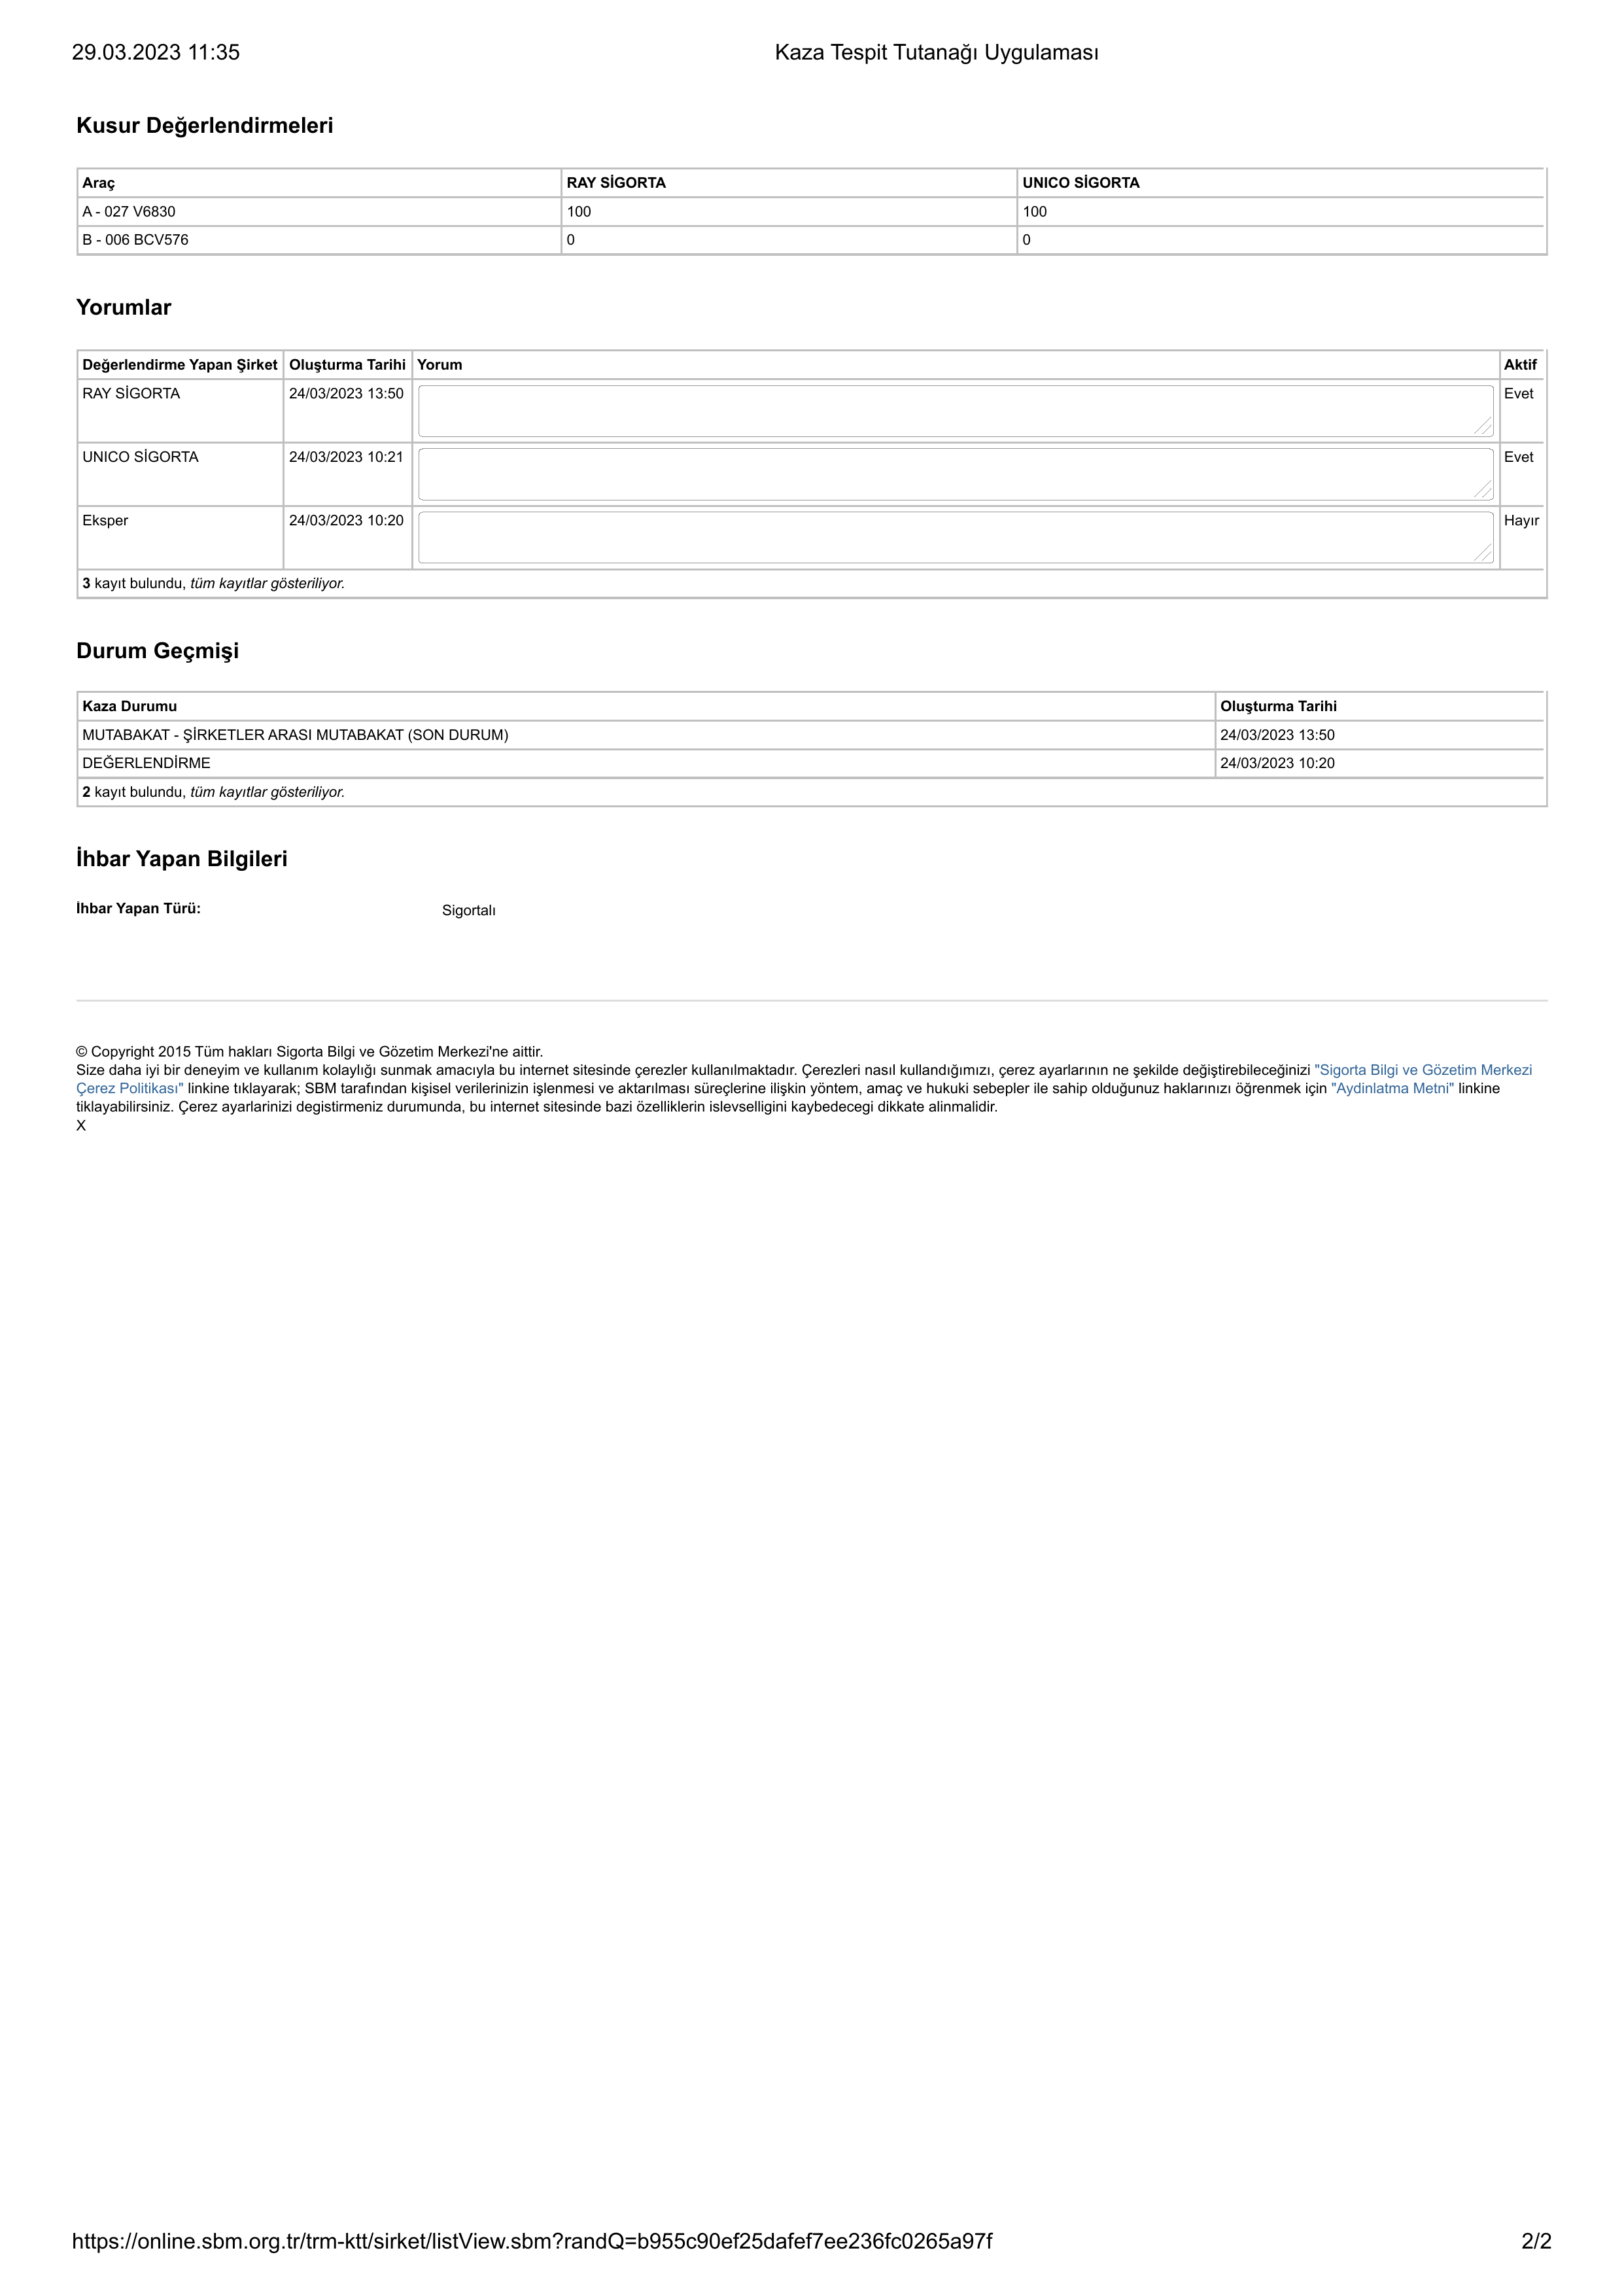 29.03.2023 11:35 Kaza Tespit Tutanağı Uygulaması
Kusur Değerlendirmeleri
Araç RAY SİGORTA UNICO SİGORTA
A - 027 V6830 100 100
B - 006 BCV576 0 0
Yorumlar
Değerlendirme Yapan Şirket Oluşturma Tarihi Yorum Aktif
RAY SİGORTA 24/03/2023 13:50 Evet
UNICO SİGORTA 24/03/2023 10:21 Evet
Eksper 24/03/2023 10:20 Hayır
3 kayıt bulundu, tüm kayıtlar gösteriliyor.
Durum Geçmişi
Kaza Durumu Oluşturma Tarihi
MUTABAKAT - ŞİRKETLER ARASI MUTABAKAT (SON DURUM) 24/03/2023 13:50
DEĞERLENDİRME 24/03/2023 10:20
2 kayıt bulundu, tüm kayıtlar gösteriliyor.
İhbar Yapan Bilgileri
İhbar Yapan Türü: Sigortalı
© Copyright 2015 Tüm hakları Sigorta Bilgi ve Gözetim Merkezi'ne aittir.
Size daha iyi bir deneyim ve kullanım kolaylığı sunmak amacıyla bu internet sitesinde çerezler kullanılmaktadır. Çerezleri nasıl kullandığımızı, çerez ayarlarının ne şekilde değiştirebileceğinizi "Sigorta Bilgi ve Gözetim Merkezi
Çerez Politikası" linkine tıklayarak; SBM tarafından kişisel verilerinizin işlenmesi ve aktarılması süreçlerine ilişkin yöntem, amaç ve hukuki sebepler ile sahip olduğunuz haklarınızı öğrenmek için "Aydinlatma Metni" linkine
tiklayabilirsiniz. Çerez ayarlarinizi degistirmeniz durumunda, bu internet sitesinde bazi özelliklerin islevselligini kaybedecegi dikkate alinmalidir.
X
https://online.sbm.org.tr/trm-ktt/sirket/listView.sbm?randQ=b955c90ef25dafef7ee236fc0265a97f 2/2